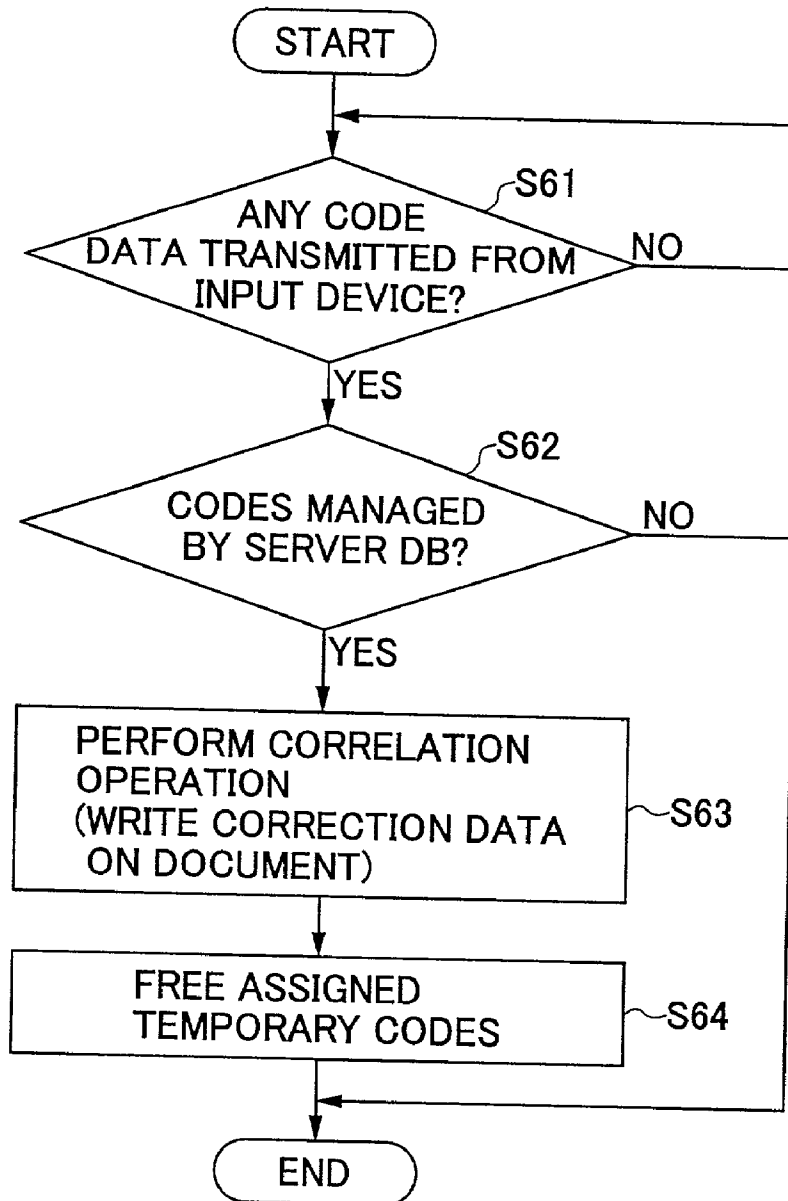 START
S61
ANY CODE
DATA TRANSMITTED FROM
INPUT DEVICE?
NO
YES
S62
CODES MANAGED
BY SERVER DB?
NO
YES
PERFORM CORRELATION
OPERATION
(WRITE CORRECTION DATA
ON DOCUMENT)
S63
FREE ASSIGNED
TEMPORARY CODES
S64
END